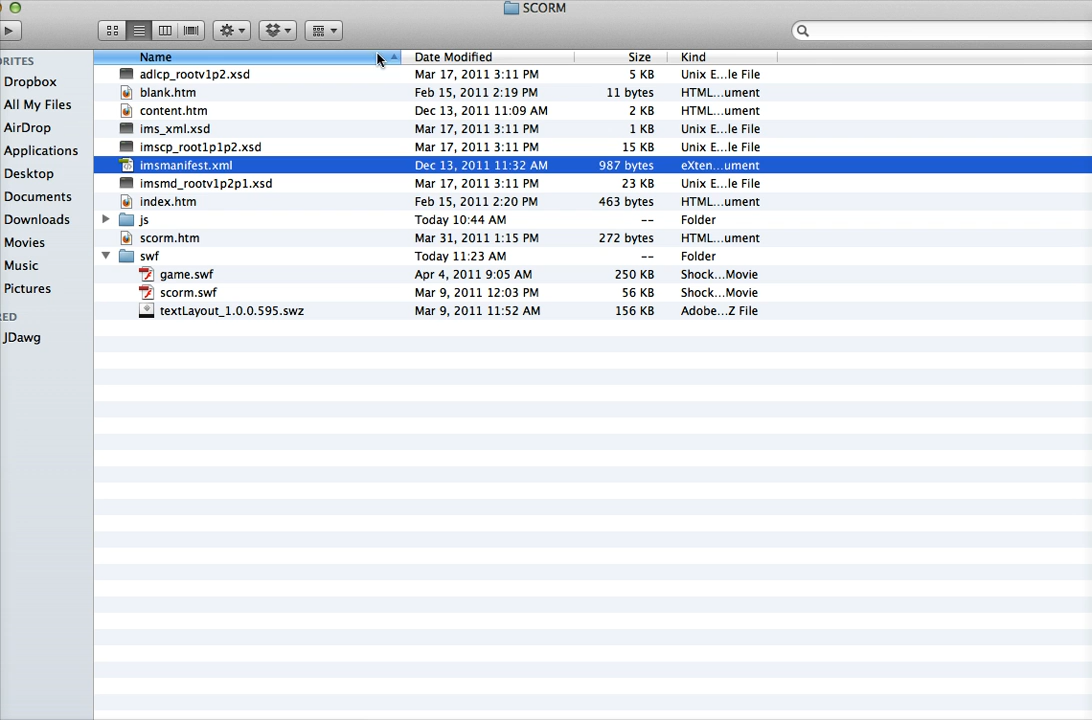 SCORM
Name Date Modified Size Kind
adlcp_rootv1p2.xsd Mar 17, 2011 3:11 PM 5 KB Unix E...le File
blank.htm Feb 15, 2011 2:19 PM 11 bytes HTML...ument
content.htm Dec 13, 2011 11:09 AM 2 KB HTML...ument
ims_xml.xsd Mar 17, 2011 3:11 PM 1 KB Unix E...le File
imscp_root1p1p2.xsd Mar 17, 2011 3:11 PM 15 KB Unix E...le File
imsmanifest.xml Dec 13, 2011 11:32 AM 987 bytes eXten...ument
imsmd_rootv1p2p1.xsd Mar 17, 2011 3:11 PM 23 KB Unix E...le File
index.htm Feb 15, 2011 2:20 PM 463 bytes HTML...ument
js Today 10:44 AM -- Folder
scorm.htm Mar 31, 2011 1:15 PM 272 bytes HTML...ument
swf Today 11:23 AM -- Folder
game.swf Apr 4, 2011 9:05 AM 250 KB Shock...Movie
scorm.swf Mar 9, 2011 12:03 PM 56 KB Shock...Movie
textLayout_1.0.0.595.swz Mar 9, 2011 11:52 AM 156 KB Adobe...Z File
ORITES
Dropbox
All My Files
AirDrop
Applications
Desktop
Documents
Downloads
Movies
Music
Pictures
RED
JDawg